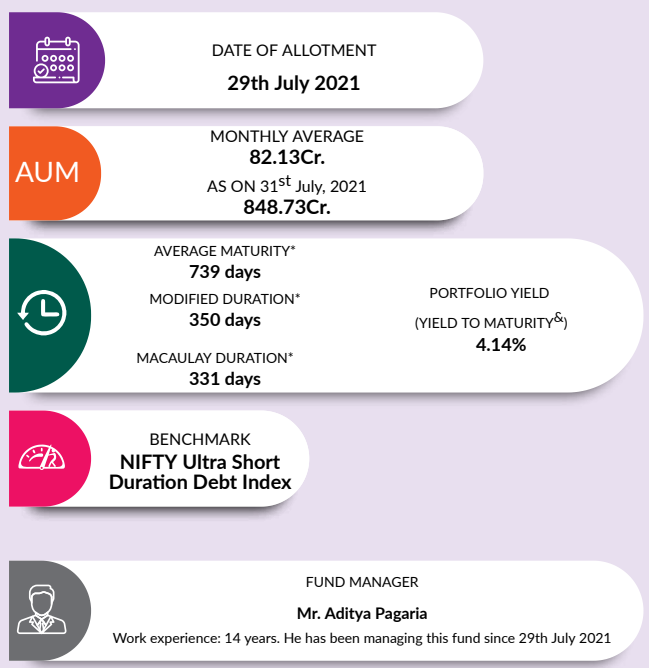 DATE OF ALLOTMENT
29th July 2021
AUM
MONTHLY AVERAGE
82.13Cr.
AS ON 31st July, 2021
848.73Cr.
AVERAGE MATURITY*
739 days
MODIFIED DURATION*
350 days
MACAULAY DURATION*
331 days
PORTFOLIO YIELD
(YIELD TO MATURITY&)
4.14%
BENCHMARK
NIFTY Ultra Short
Duration Debt Index
FUND MANAGER
Mr. Aditya Pagaria
Work experience: 14 years. He has been managing this fund since 29th July 2021